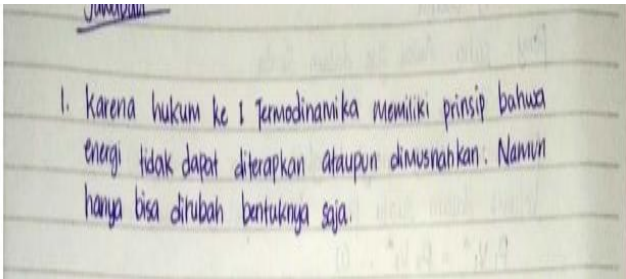 Jawaban
1. Karena hukum ke 1 Termodinamika memiliki prinsip bahwa
energi tidak dapat diterapkan ataupun dimusnahkan. Namun
hanya bisa dirubah bentuknya saja.